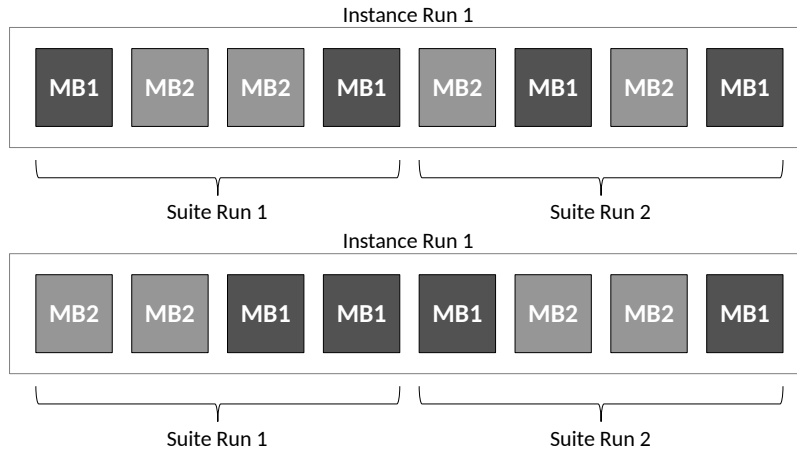 Instance Run 1
MB1 MB2 MB2 MB1 MB2 MB1 MB2 MB1
Suite Run 1 Suite Run 2
Instance Run 1
MB2 MB2 MB1 MB1 MB1 MB2 MB2 MB1
Suite Run 1 Suite Run 2